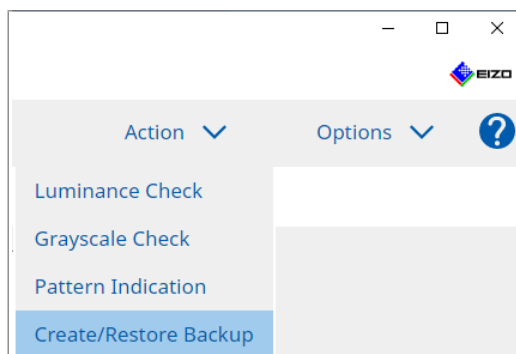 EIZO
Action Options ?
Luminance Check
Grayscale Check
Pattern Indication
Create/Restore Backup